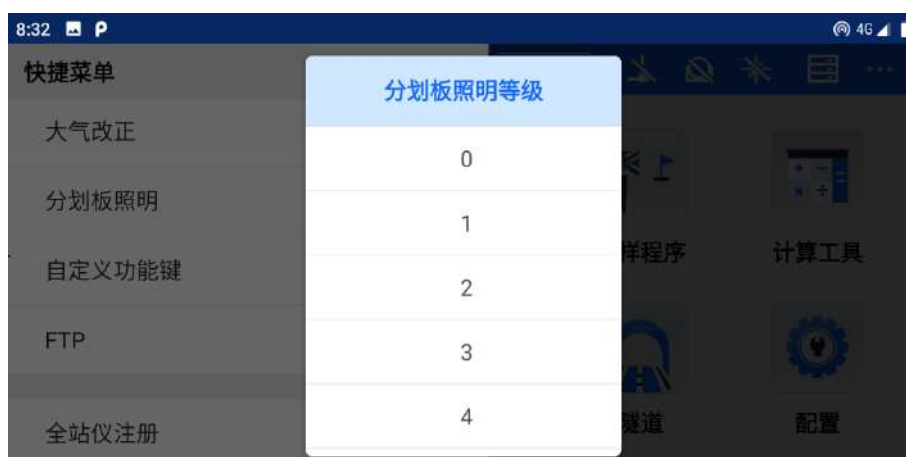 8:32
4G
快捷菜单
大气改正
分划板照明
自定义功能键
FTP
全站仪注册
分划板照明等级
0
1
2
3
4
样程序
计算工具
隧道
配置